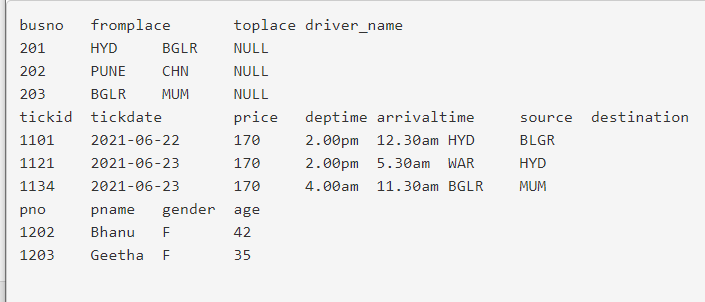 busno fromplace toplace driver_name
201 HYD BGLR NULL
202 PUNE CHN NULL
203 BGLR MUM NULL
tickid tickdate price deptime arrivaltime source destination
1101 2021-06-22 170 2.00pm 12.30am HYD BLGR
1121 2021-06-23 170 2.00pm 5.30am WAR HYD
1134 2021-06-23 170 4.00am 11.30am BGLR MUM
pno pname gender age
1202 Bhanu F 42
1203 Geetha F 35